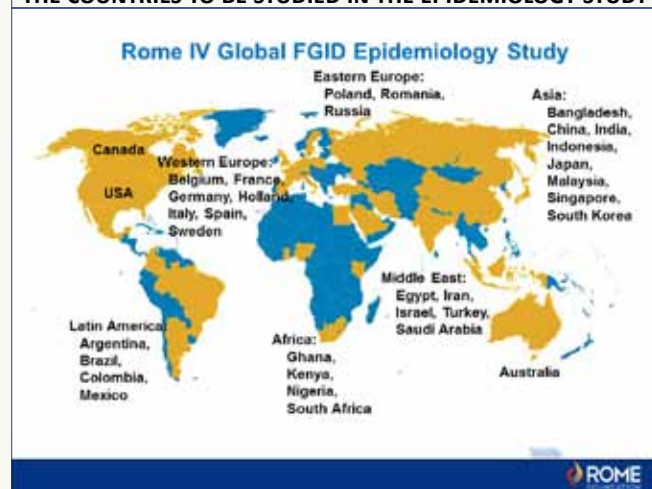 THE COUNTRIES TO BE STUDIED IN THE EPIDEMIOLOGY STUDY
Rome IV Global FGID Epidemiology Study
Eastern Europe:
Poland, Romania,
Russia
Asia:
Bangladesh,
China, India,
Indonesia,
Japan,
Malaysia,
Singapore,
South Korea
Canada
USA
Western Europe:
Belgium, France,
Germany, Holland,
Italy, Spain,
Sweden
Middle East:
Egypt, Iran,
Israel, Turkey,
Saudi Arabia
Latin America:
Argentina,
Brazil,
Colombia,
Mexico
Africa:
Ghana,
Kenya,
Nigeria,
South Africa
Australia
ROME